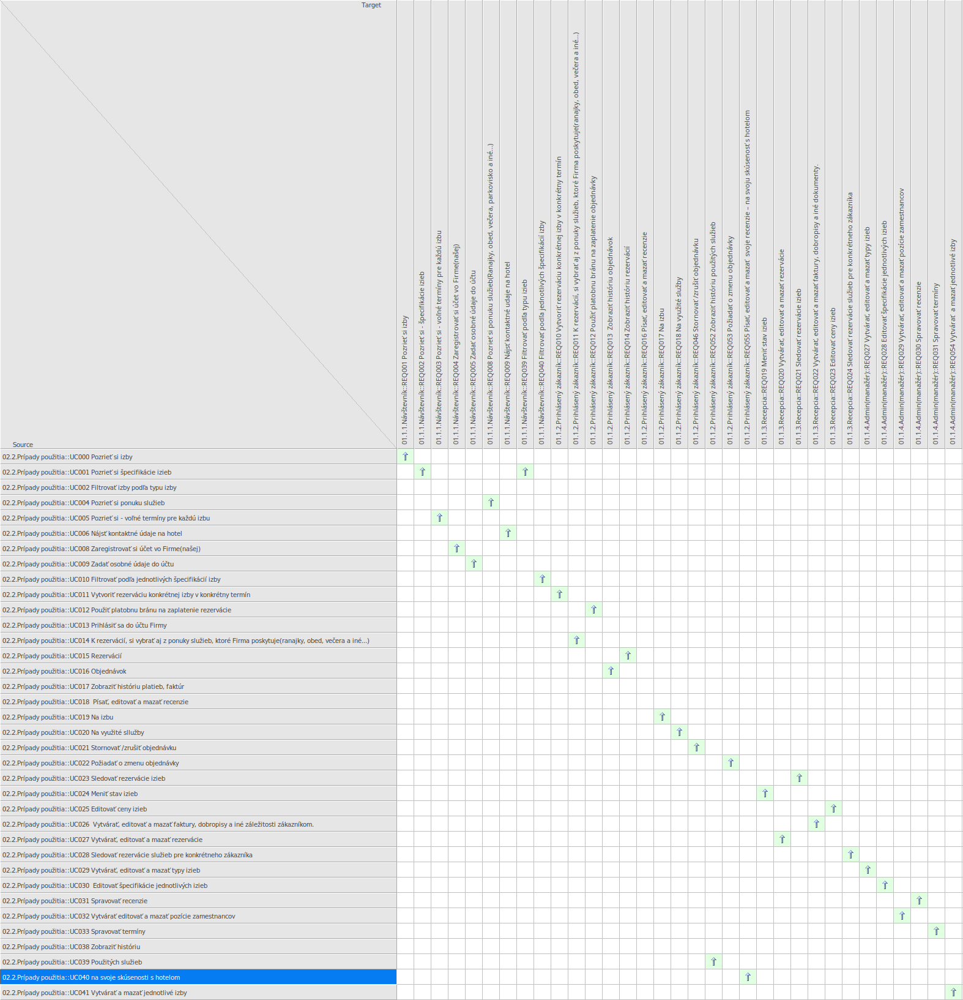 Target
01.1.1.Návštevník::REQ001 Pozrieť si izby
01.1.1.Návštevník::REQ002 Pozrieť si - špecifikácie izieb
01.1.1.Návštevník::REQ003 Pozrieť si - voľné termíny pre každú izbu
01.1.1.Návštevník::REQ004 Zaregistrovať si účet vo Firme(našej)
01.1.1.Návštevník::REQ005 Zadať osobné údaje do účtu
01.1.1.Návštevník::REQ008 Pozrieť si ponuku služieb(Ranajky, obed, večera, parkovisko a iné...)
01.1.1.Návštevník::REQ009 Nájsť kontaktné udaje na hotel
01.1.1.Návštevník::REQ039 Filtrovať podľa typu izieb
01.1.1.Návštevník::REQ040 Filtrovať podľa jednotlivých špecifikácií izby
01.1.2.Prihlásený zákazník::REQ010 Vytvoriť rezerváciu konkrétnej izby v konkrétny termín
01.1.2.Prihlásený zákazník::REQ011 K rezervácií, si vybrať aj z ponuky služieb, ktoré Firma poskytuje(ranajky, obed, večera a iné...)
01.1.2.Prihlásený zákazník::REQ012 Použiť platobnu bránu na zaplatenie objednávky
01.1.2.Prihlásený zákazník::REQ013  Zobraziť históriu objednávok
01.1.2.Prihlásený zákazník::REQ014 Zobraziť históriu rezervácií
01.1.2.Prihlásený zákazník::REQ016 Písať, editovať a mazať recenzie
01.1.2.Prihlásený zákazník::REQ017 Na izbu
01.1.2.Prihlásený zákazník::REQ018 Na využité služby
01.1.2.Prihlásený zákazník::REQ046 Stornovať /zrušiť objednávku
01.1.2.Prihlásený zákazník::REQ052 Zobraziť históriu použitých služieb
01.1.2.Prihlásený zákazník::REQ053 Požiadať o zmenu objednávky
01.1.2.Prihlásený zákazník::REQ055 Písať, editovať a mazať  svoje recenzie – na svoju skúsenosť s hotelom
01.1.3.Recepcia::REQ019 Meniť stav izieb
01.1.3.Recepcia::REQ020 Vytvárať, editovať a mazať rezervácie
01.1.3.Recepcia::REQ021 Sledovať rezervácie izieb
01.1.3.Recepcia::REQ022 Vytvárať, editovať a mazať faktury, dobropisy a iné dokumenty.
01.1.3.Recepcia::REQ023 Editovať ceny izieb
01.1.3.Recepcia::REQ024 Sledovať rezervácie služieb pre konkrétneho zákazníka
01.1.4.Admin(manažér)::REQ027 Vytvárať, editovať a mazať typy izieb
01.1.4.Admin(manažér)::REQ028 Editovať špecifikácie jednotlivých izieb
01.1.4.Admin(manažér)::REQ029 Vytvárať, editovať a mazať pozície zamestnancov
01.1.4.Admin(manažér)::REQ030 Spravovať recenzie
01.1.4.Admin(manažér)::REQ031 Spravovať termíny
01.1.4.Admin(manažér)::REQ054 Vytvárať  a mazať jednotlivé izby
Source
02.2.Prípady použitia::UC000 Pozrieť si izby
02.2.Prípady použitia::UC001 Pozrieť si špecifikácie izieb
02.2.Prípady použitia::UC002 Filtrovať izby podľa typu izby
02.2.Prípady použitia::UC004 Pozrieť si ponuku služieb
02.2.Prípady použitia::UC005 Pozrieť si - voľné termíny pre každú izbu
02.2.Prípady použitia::UC006 Nájsť kontaktné údaje na hotel
02.2.Prípady použitia::UC008 Zaregistrovať si účet vo Firme(našej)
02.2.Prípady použitia::UC009 Zadať osobné údaje do účtu
02.2.Prípady použitia::UC010 Filtrovať podľa jednotlivých špecifikácií izby
02.2.Prípady použitia::UC011 Vytvoriť rezerváciu konkrétnej izby v konkrétny termín
02.2.Prípady použitia::UC012 Použiť platobnu bránu na zaplatenie rezervácie
02.2.Prípady použitia::UC013 Prihlásiť sa do účtu Firmy
02.2.Prípady použitia::UC014 K rezervácií, si vybrať aj z ponuky služieb, ktoré Firma poskytuje(ranajky, obed, večera a iné...)
02.2.Prípady použitia::UC015 Rezervácií
02.2.Prípady použitia::UC016 Objednávok
02.2.Prípady použitia::UC017 Zobraziť históriu platieb, faktúr
02.2.Prípady použitia::UC018  Písať, editovať a mazať recenzie
02.2.Prípady použitia::UC019 Na izbu
02.2.Prípady použitia::UC020 Na využité sllužby
02.2.Prípady použitia::UC021 Stornovať /zrušiť objednávku
02.2.Prípady použitia::UC022 Požiadať o zmenu objednávky
02.2.Prípady použitia::UC023 Sledovať rezervácie izieb
02.2.Prípady použitia::UC024 Meniť stav izieb
02.2.Prípady použitia::UC025 Editovať ceny izieb
02.2.Prípady použitia::UC026  Vytvárať, editovať a mazať faktury, dobropisy a iné záležitosti zákazníkom.
02.2.Prípady použitia::UC027 Vytvárať, editovať a mazať rezervácie
02.2.Prípady použitia::UC028 Sledovať rezervácie služieb pre konkrétneho zákazníka
02.2.Prípady použitia::UC029 Vytvárať, editovať a mazať typy izieb
02.2.Prípady použitia::UC030  Editovať špecifikácie jednotlivých izieb
02.2.Prípady použitia::UC031 Spravovať recenzie
02.2.Prípady použitia::UC032 Vytvárať editovať a mazať pozície zamestnancov
02.2.Prípady použitia::UC033 Spravovať termíny
02.2.Prípady použitia::UC038 Zobraziť históriu
02.2.Prípady použitia::UC039 Použitých služieb
02.2.Prípady použitia::UC040 na svoje skúsenosti s hotelom
02.2.Prípady použitia::UC041 Vytvárať a mazať jednotlivé izby